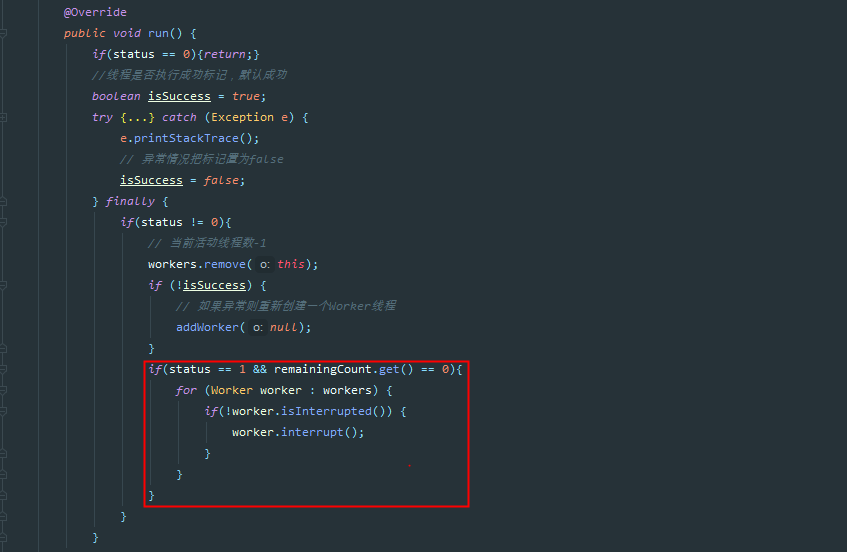 @Override
public void run() {
if(status == 0){return;}
//线程是否执行成功标记，默认成功
boolean isSuccess = true;
try {...} catch (Exception e) {
e.printStackTrace();
// 异常情况把标记置为false
isSuccess = false;
} finally {
if(status != 0){
// 当前活动线程数-1
workers.remove( o: this);
if (!isSuccess) {
// 如果异常则重新创建一个Worker线程
addWorker( o: null);
}
if(status == 1 && remainingCount.get() == 0){
for (Worker worker : workers) {
if(!worker.isInterrupted()) {
worker.interrupt();
}
}
}
}
}